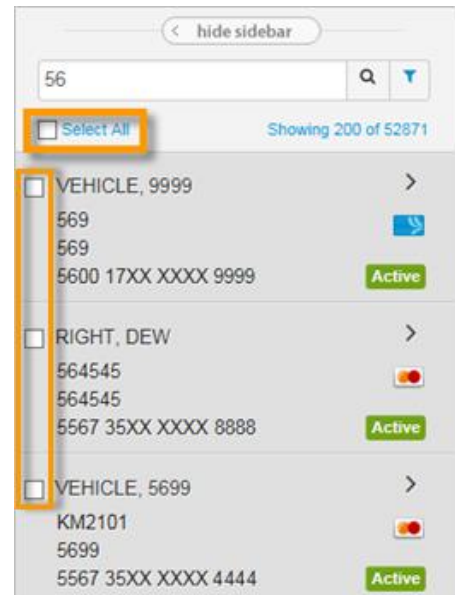 hide sidebar
56
Select All Showing 200 of 52871
VEHICLE, 9999
569
569
5600 17XX XXXX 9999 Active
RIGHT, DEW
564545
564545
5567 35XX XXXX 8888 Active
VEHICLE, 5699
KM2101
5699
5567 35XX XXXX 4444 Active